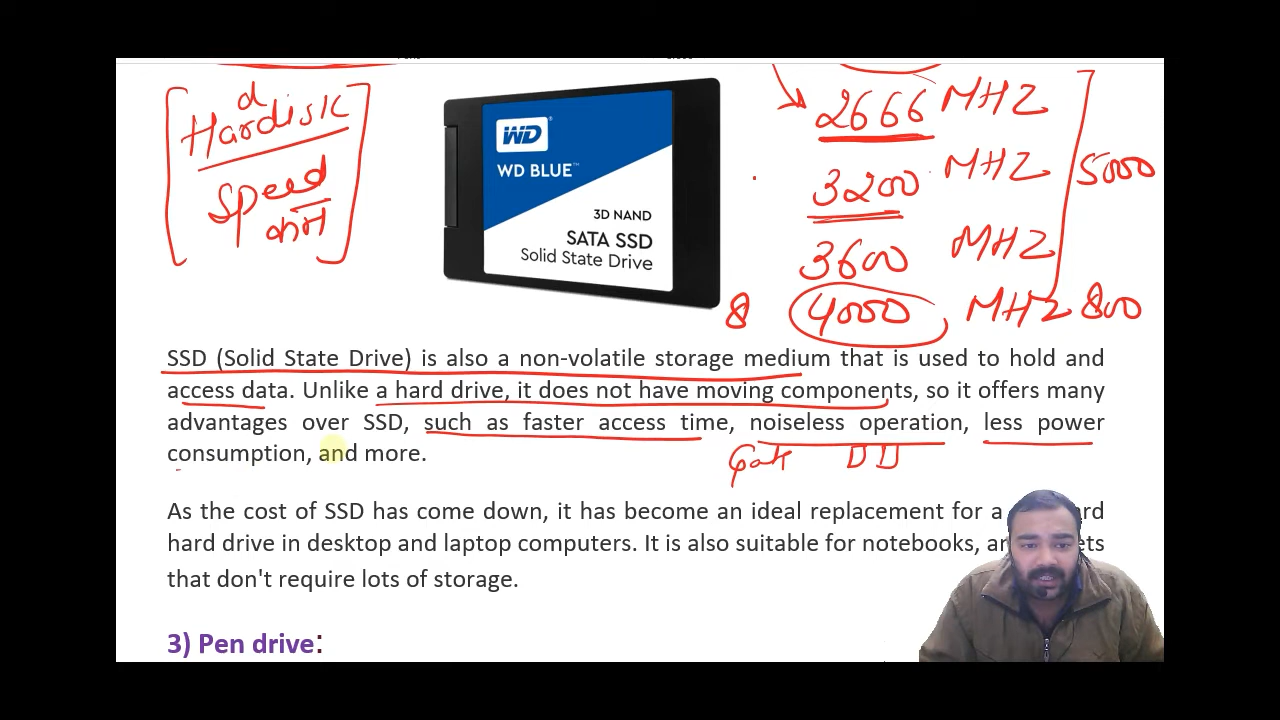 d
Hardisk
Speed
WD
WD BLUE™
3D NAND
SATA SSD
Solid State Drive
2666 MHZ
3200 MHZ
5000
3600 MHZ
8 4000 MHZ 800
SSD (Solid State Drive) is also a non-volatile storage medium that is used to hold and
access data. Unlike a hard drive, it does not have moving components, so it offers many
advantages over SSD, such as faster access time, noiseless operation, less power
consumption, and more.
As the cost of SSD has come down, it has become an ideal replacement for a
hard drive in desktop and laptop computers. It is also suitable for notebooks,
that don't require lots of storage.
3) Pen drive: